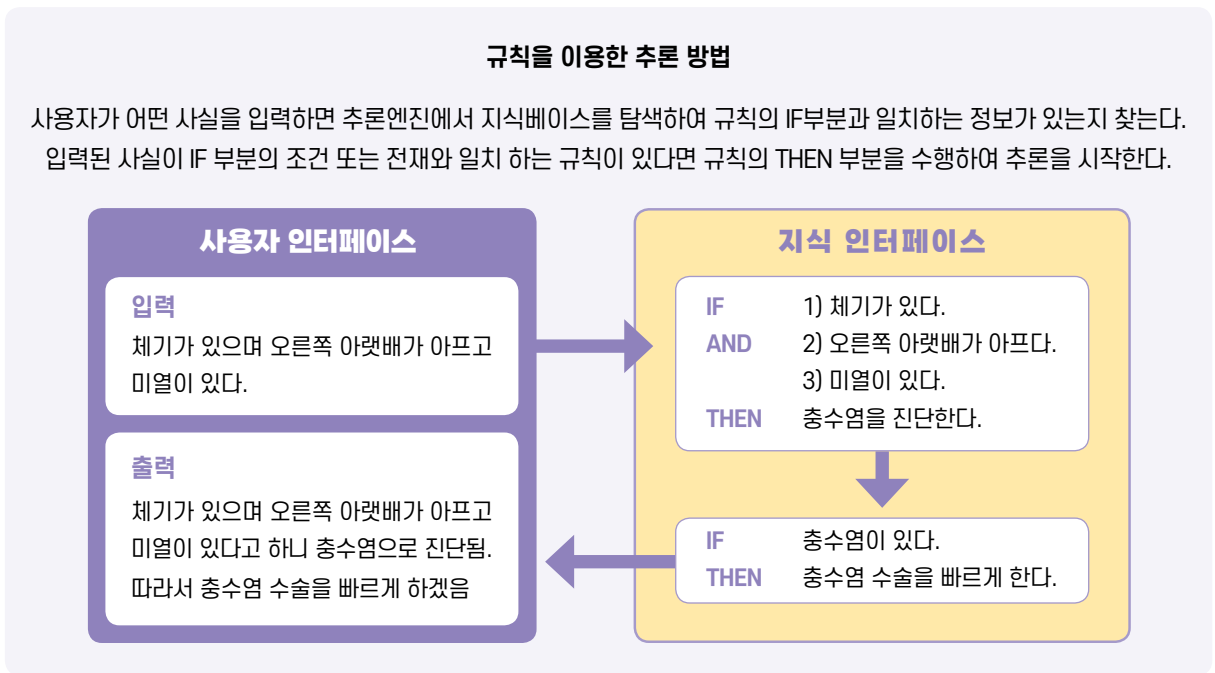 규칙을 이용한 추론 방법
사용자가 어떤 사실을 입력하면 추론엔진에서 지식베이스를 탐색하여 규칙의 IF부분과 일치하는 정보가 있는지 찾는다.
입력된 사실이 IF 부분의 조건 또는 전재와 일치 하는 규칙이 있다면 규칙의 THEN 부분을 수행하여 추론을 시작한다.
사용자 인터페이스
입력
체기가 있으며 오른쪽 아랫배가 아프고
미열이 있다.
출력
체기가 있으며 오른쪽 아랫배가 아프고
미열이 있다고 하니 충수염으로 진단됨.
따라서 충수염 수술을 빠르게 하겠음
지식 인터페이스
IF 1) 체기가 있다.
AND 2) 오른쪽 아랫배가 아프다.
3) 미열이 있다.
THEN 충수염을 진단한다.
IF 충수염이 있다.
THEN 충수염 수술을 빠르게 한다.